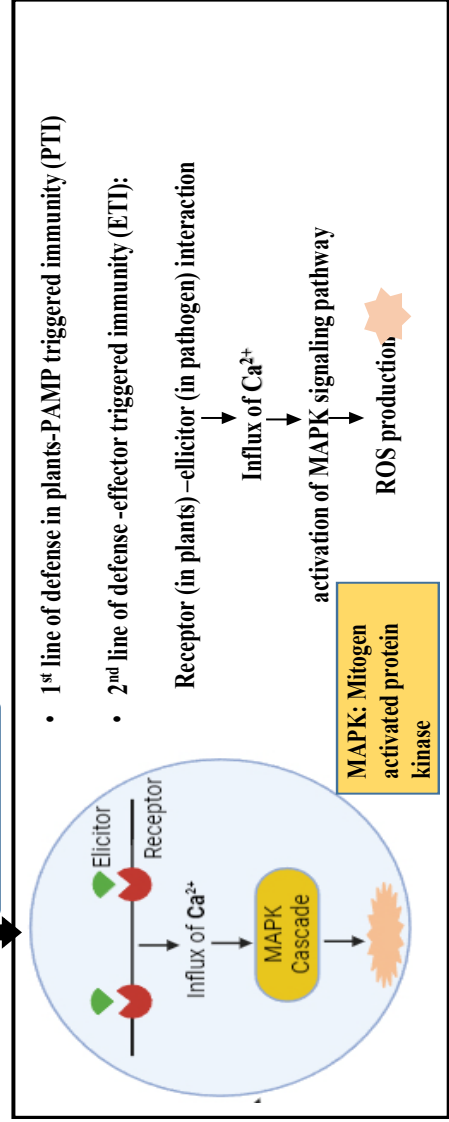 Elicitor
Receptor
Influx of Ca²⁺
MAPK
Cascade
• 1ˢᵗ line of defense in plants-PAMP triggered immunity (PTI)
• 2ⁿᵈ line of defense -effector triggered immunity (ETI):
Receptor (in plants) –ellicitor (in pathogen) interaction
Influx of Ca²⁺
activation of MAPK signaling pathway
ROS production
MAPK: Mitogen
activated protein
kinase